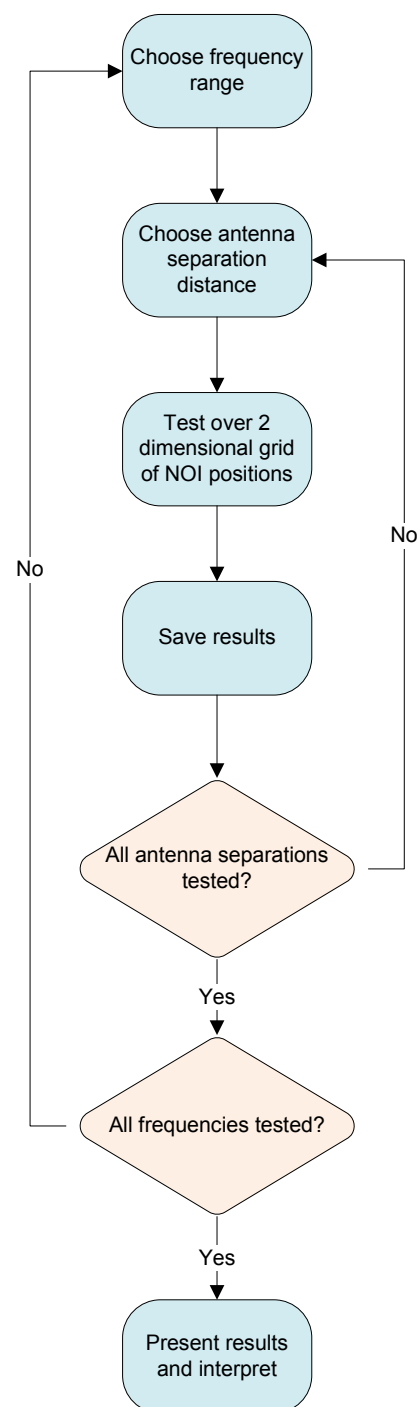 Choose frequency
range
Choose antenna
separation
distance
Test over 2
dimensional grid
of NOI positions
No
No
Save results
All antenna separations
tested?
Yes
All frequencies tested?
Yes
Present results
and interpret